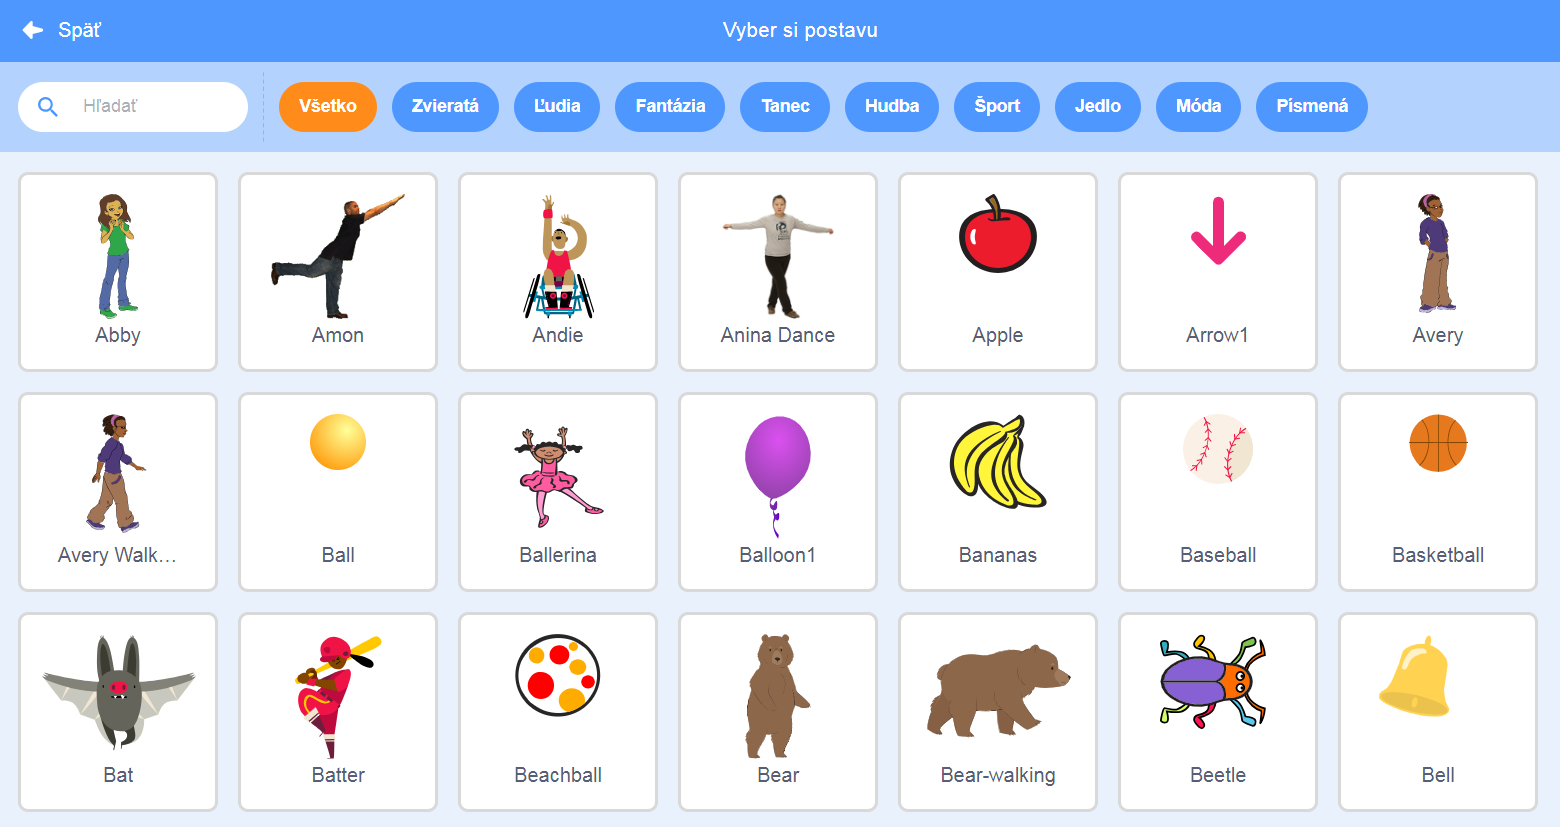 Späť
Vyber si postavu
Hľadať
Všetko
Zvieratá
Ľudia
Fantázia
Tanec
Hudba
Šport
Jedlo
Móda
Písmená
Abby
Amon
Andie
Anina Dance
Apple
Arrow1
Avery
Avery Walk...
Ball
Ballerina
Balloon1
Bananas
Baseball
Basketball
Bat
Batter
Beachball
Bear
Bear-walking
Beetle
Bell